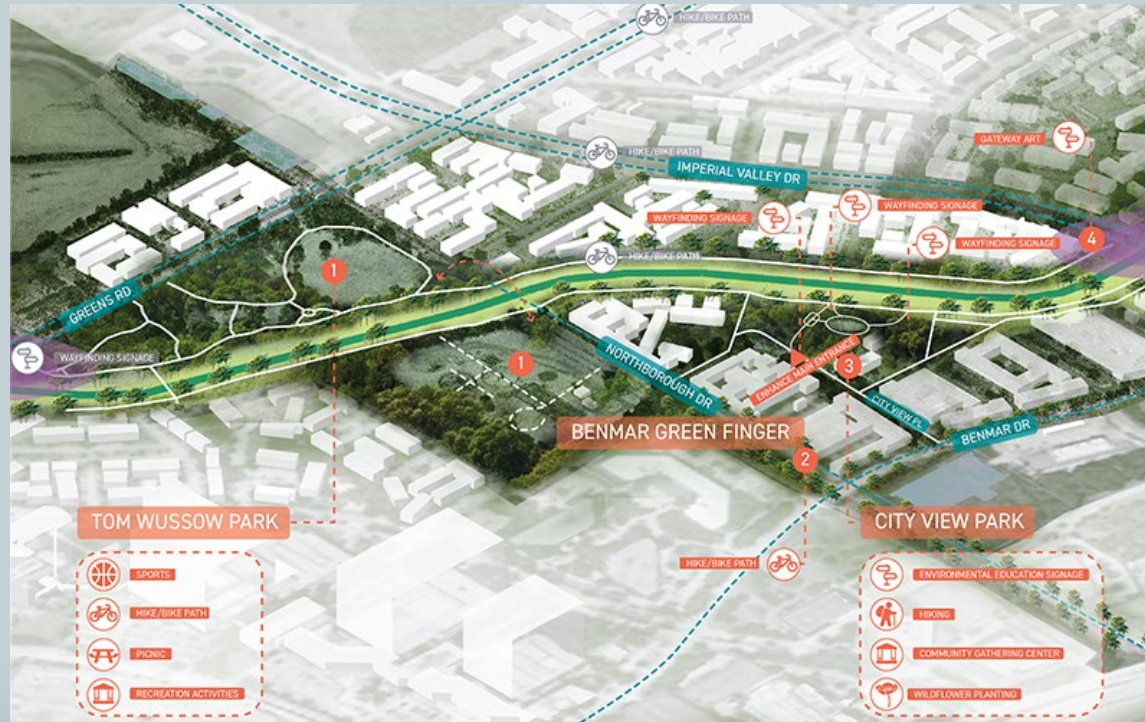 HIKE/BIKE PATH
GATEWAY ART
HIKE/BIKE PATH
IMPERIAL VALLEY DR
WAYFINDING SIGNAGE
WAYFINDING SIGNAGE
WAYFINDING SIGNAGE
4
HIKE/BIKE PATH
1
GREENS RD
WAYFINDING SIGNAGE
1
NORTHBOROUGH DR
ENHANCE MAIN ENTRANCE
3
CITY VIEW PL
BENMAR GREEN FINGER
BENMAR DR
2
TOM WUSSOW PARK
CITY VIEW PARK
HIKE/BIKE PATH
SPORTS
HIKE/BIKE PATH
PICNIC
RECREATION ACTIVITIES
ENVIRONMENTAL EDUCATION SIGNAGE
HIKING
COMMUNITY GATHERING CENTER
WILDFLOWER PLANTING